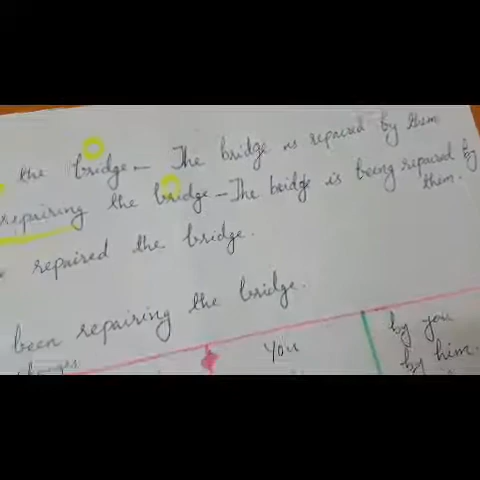 the bridge - The bridge is repaired by them
repairing the bridge - The bridge is being repaired by them.
repaired the bridge.
been repairing the bridge.
changes
you
by you
by him.